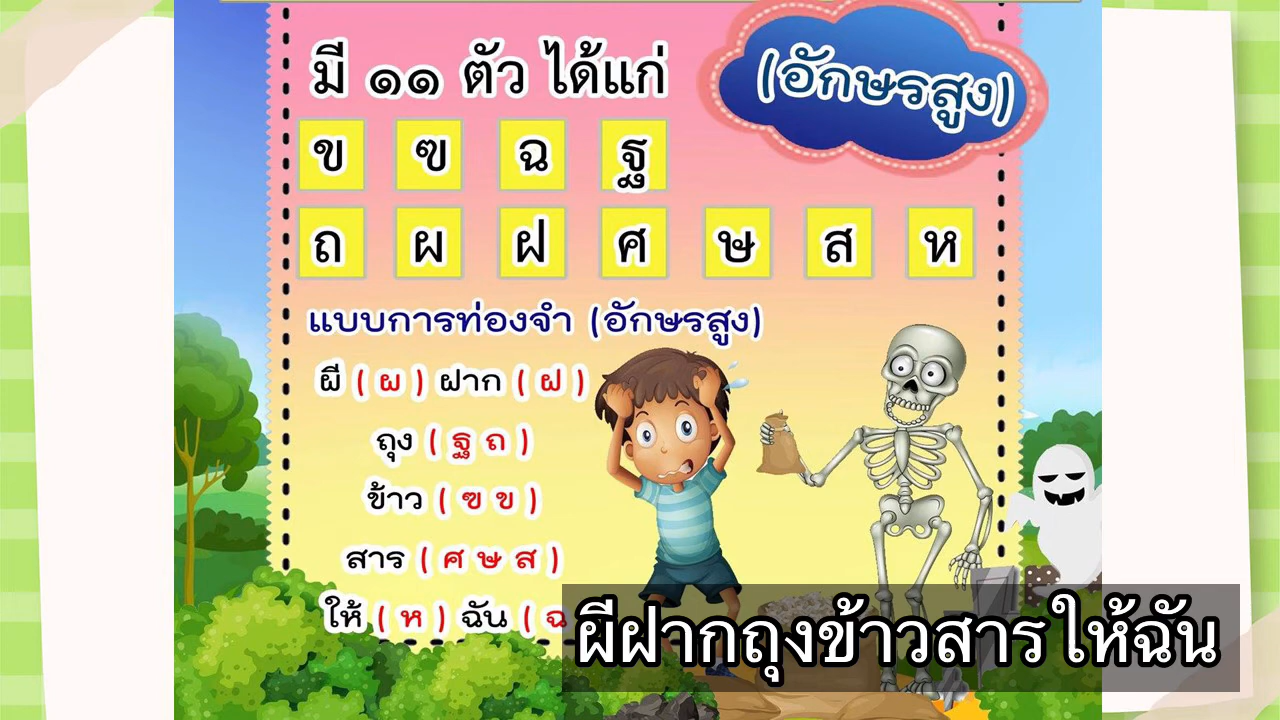 (อักษรสูง)
มี ๑๑ ตัว ได้แก่
ข ฃ ฉ ฐ
ถ ผ ฝ ศ ษ ส ห
แบบการท่องจำ (อักษรสูง)
ผี ( ผ ) ฝาก ( ฝ )
ถุง ( ฐ ถ )
ข้าว ( ฃ ข )
สาร ( ศ ษ ส )
ให้ ( ห ) ฉัน ( ฉ
ผีฝากถุงข้าวสารให้ฉัน